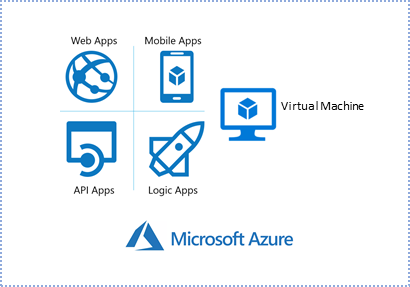 Web Apps
Mobile Apps
Virtual Machine
API Apps
Logic Apps
Microsoft Azure